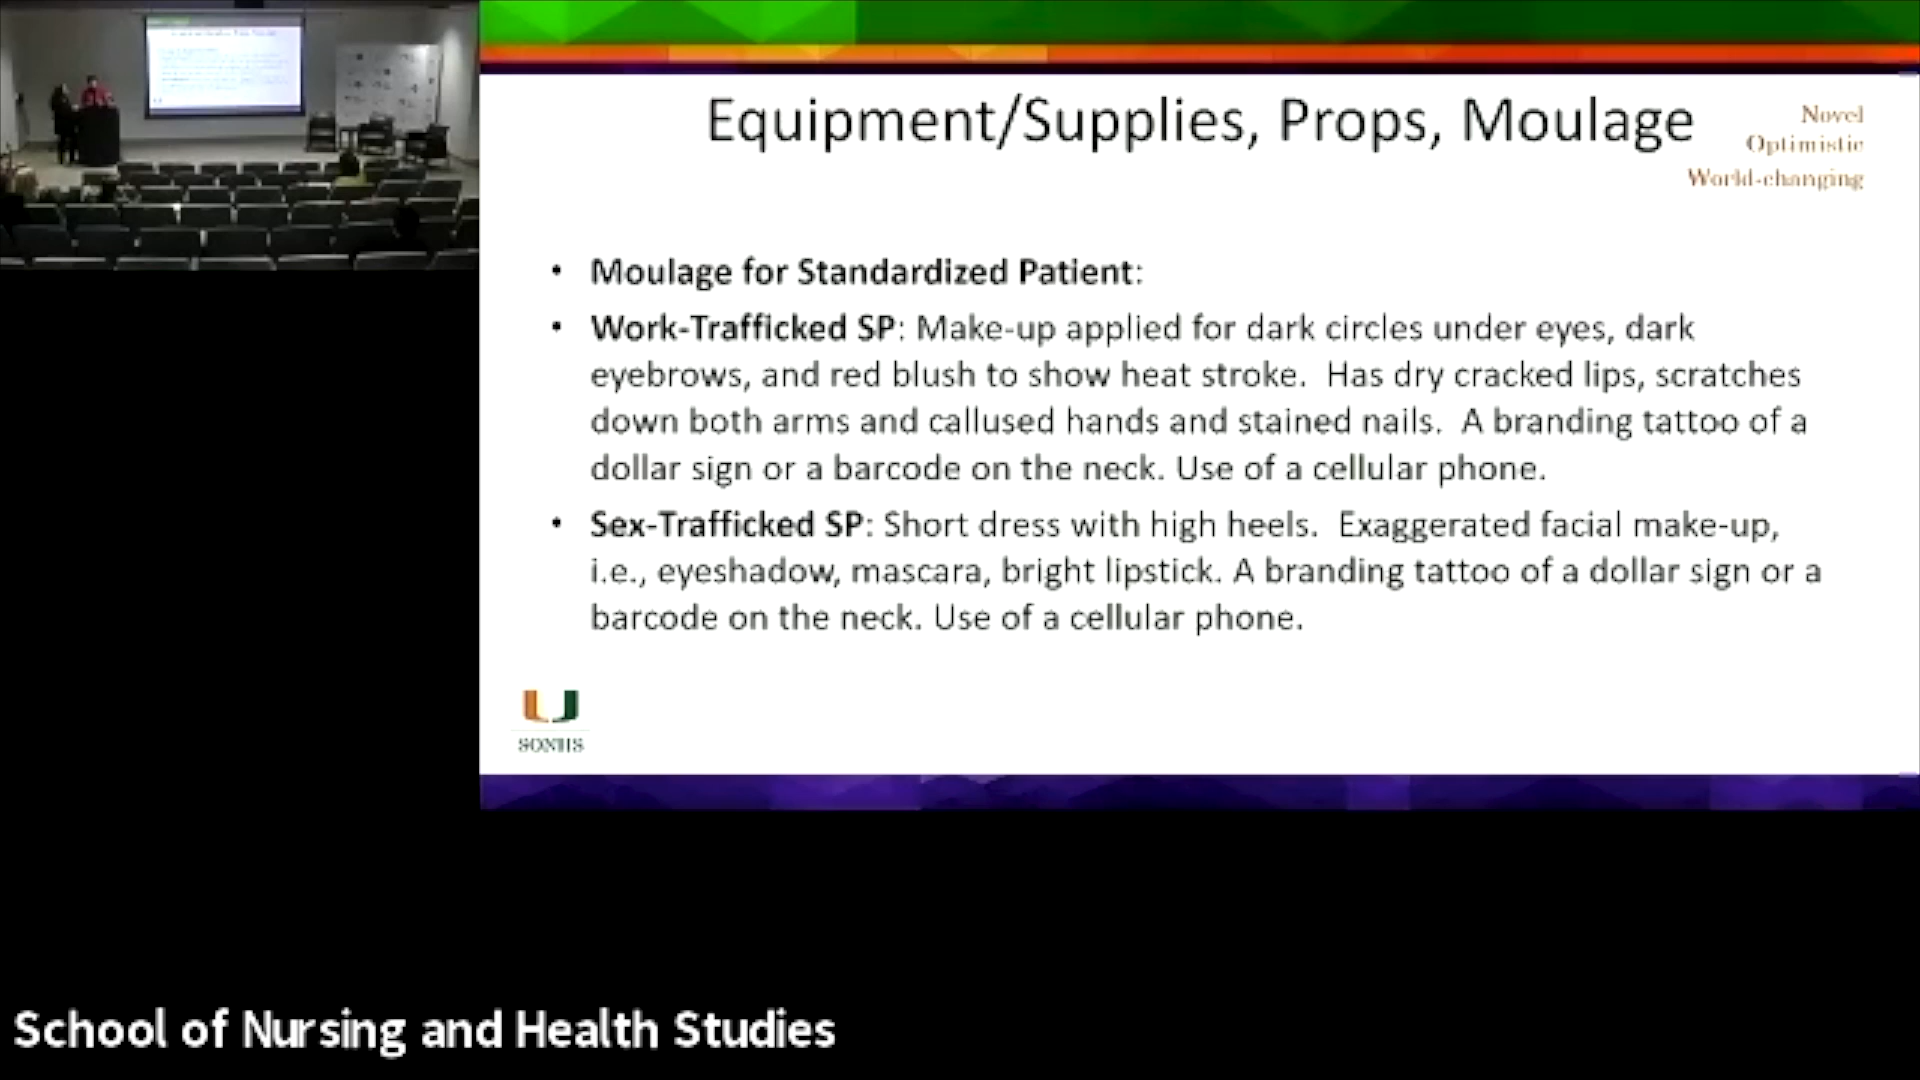 Equipment/Supplies, Props, Moulage
Novel
Optimistic
World-changing
• Moulage for Standardized Patient:
• Work-Trafficked SP: Make-up applied for dark circles under eyes, dark
eyebrows, and red blush to show heat stroke.  Has dry cracked lips, scratches
down both arms and callused hands and stained nails.  A branding tattoo of a
dollar sign or a barcode on the neck. Use of a cellular phone.
• Sex-Trafficked SP: Short dress with high heels.  Exaggerated facial make-up,
i.e., eyeshadow, mascara, bright lipstick. A branding tattoo of a dollar sign or a
barcode on the neck. Use of a cellular phone.
SONHS
School of Nursing and Health Studies